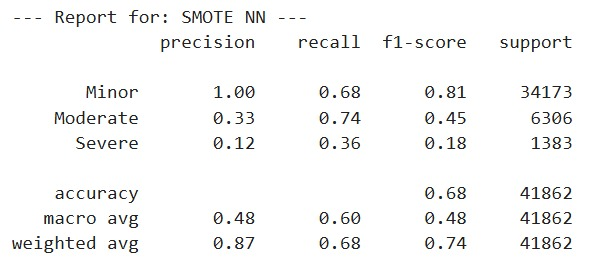 --- Report for: SMOTE NN ---
precision recall f1-score support
Minor 1.00 0.68 0.81 34173
Moderate 0.33 0.74 0.45 6306
Severe 0.12 0.36 0.18 1383
accuracy 0.68 41862
macro avg 0.48 0.60 0.48 41862
weighted avg 0.87 0.68 0.74 41862